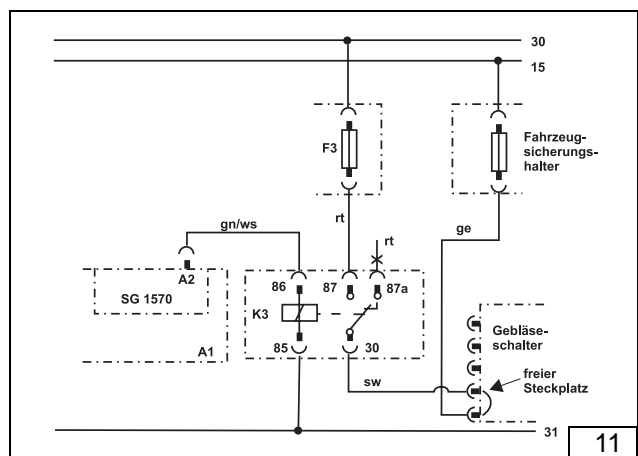 30
15
F3
Fahrzeug-
sicherungs-
halter
rt
rt
ge
gn/ws
A2
SG 1570
A1
86
87
87a
K3
85
30
Gebläse-
schalter
freier
Steckplatz
sw
31
11